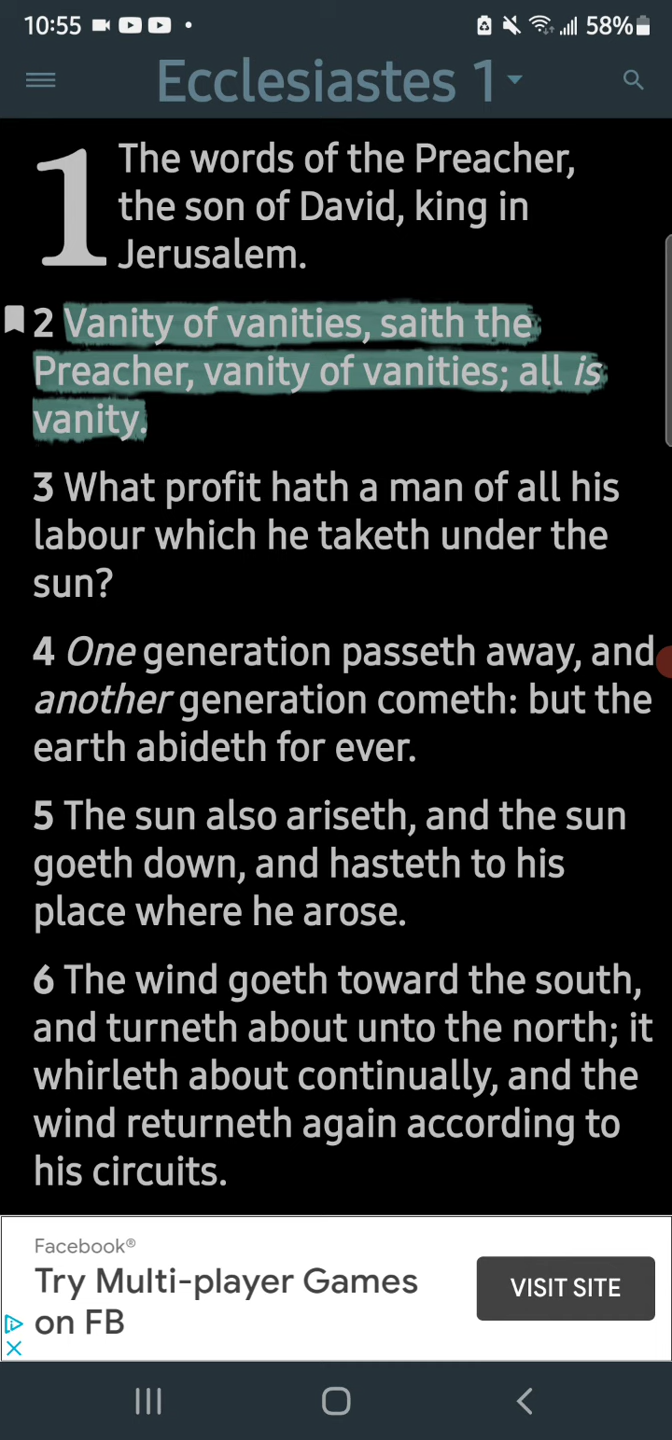 10:55
58%
Ecclesiastes 1
1 The words of the Preacher,
the son of David, king in
Jerusalem.
2 Vanity of vanities, saith the
Preacher, vanity of vanities; all is
vanity.
3 What profit hath a man of all his
labour which he taketh under the
sun?
4 One generation passeth away, and
another generation cometh: but the
earth abideth for ever.
5 The sun also ariseth, and the sun
goeth down, and hasteth to his
place where he arose.
6 The wind goeth toward the south,
and turneth about unto the north; it
whirleth about continually, and the
wind returneth again according to
his circuits.
Facebook®
Try Multi-player Games
on FB
VISIT SITE